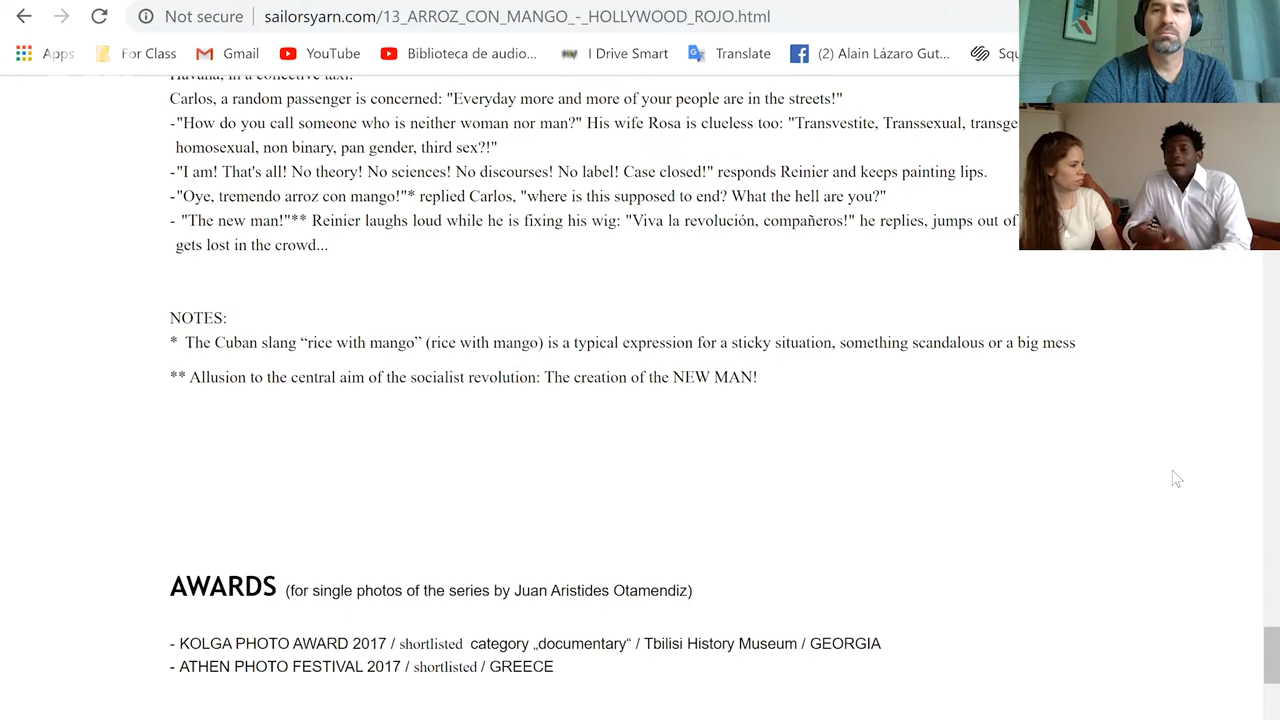 Not secure | sailorsyarn.com/13_ARROZ_CON_MANGO_-_HOLLYWOOD_ROJO.html
Apps For Class Gmail YouTube Biblioteca de audio... I Drive Smart Translate (2) Alain Lázaro Gut... Squ
Havana, in a collective taxi.
Carlos, a random passenger is concerned: "Everyday more and more of your people are in the streets!"
-"How do you call someone who is neither woman nor man?" His wife Rosa is clueless too: "Transvestite, Transsexual, transge
homosexual, non binary, pan gender, third sex?!"
-"I am! That's all! No theory! No sciences! No discourses! No label! Case closed!" responds Reinier and keeps painting lips.
-"Oye, tremendo arroz con mango!"* replied Carlos, "where is this supposed to end? What the hell are you?"
- "The new man!"** Reinier laughs loud while he is fixing his wig: "Viva la revolución, compañeros!" he replies, jumps out of
gets lost in the crowd...
NOTES:
* The Cuban slang “rice with mango” (rice with mango) is a typical expression for a sticky situation, something scandalous or a big mess
** Allusion to the central aim of the socialist revolution: The creation of the NEW MAN!
AWARDS (for single photos of the series by Juan Aristides Otamendiz)
- KOLGA PHOTO AWARD 2017 / shortlisted category „documentary“ / Tbilisi History Museum / GEORGIA
- ATHEN PHOTO FESTIVAL 2017 / shortlisted / GREECE